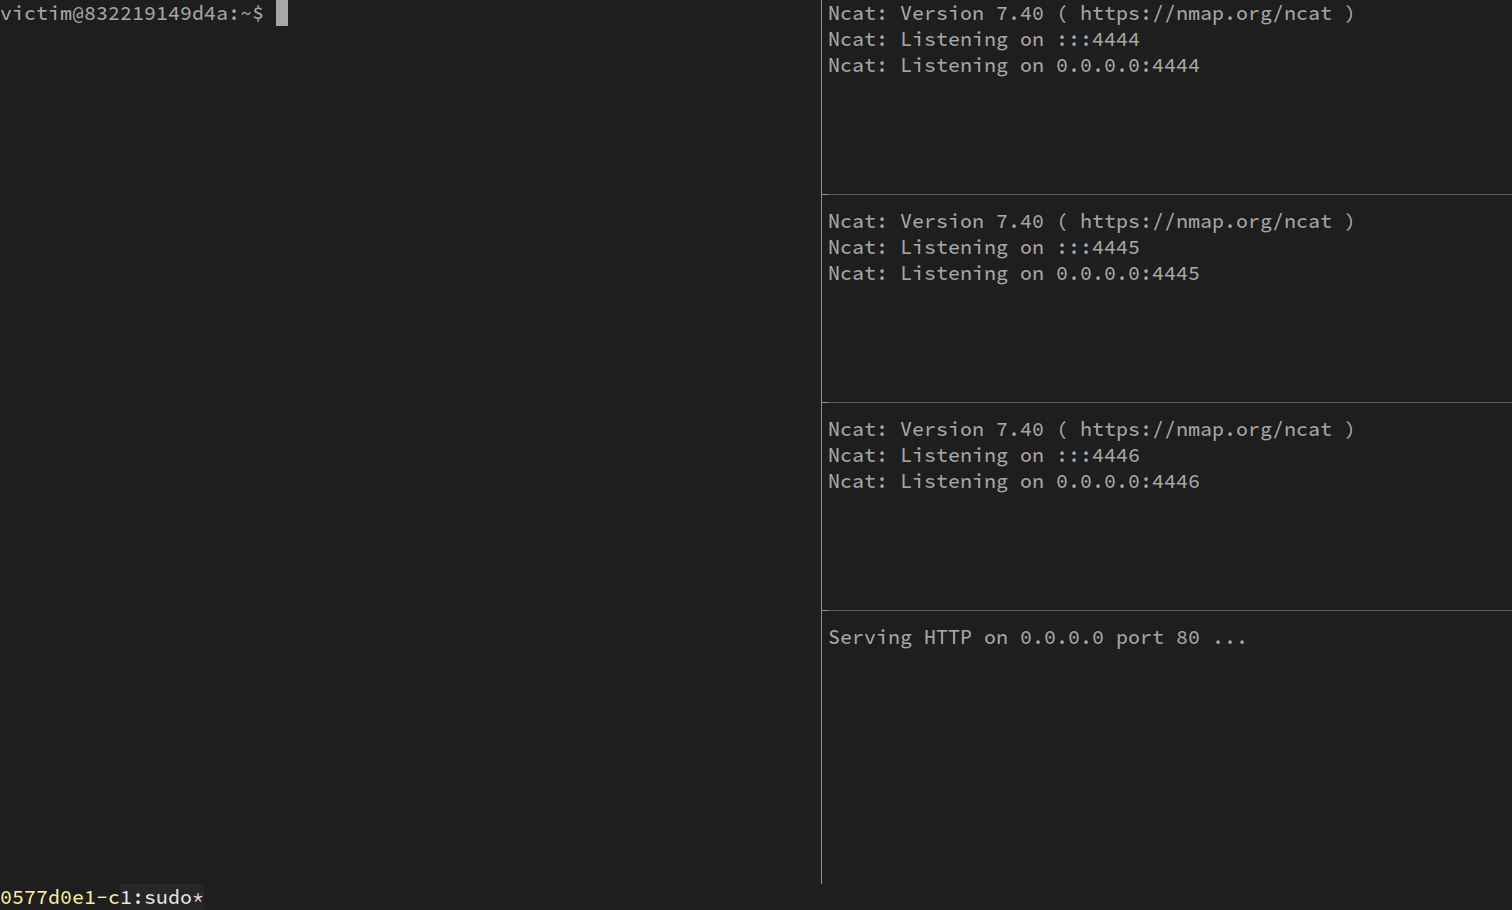 victim@832219149d4a:~$
Ncat: Version 7.40 ( https://nmap.org/ncat )
Ncat: Listening on :::4444
Ncat: Listening on 0.0.0.0:4444
Ncat: Version 7.40 ( https://nmap.org/ncat )
Ncat: Listening on :::4445
Ncat: Listening on 0.0.0.0:4445
Ncat: Version 7.40 ( https://nmap.org/ncat )
Ncat: Listening on :::4446
Ncat: Listening on 0.0.0.0:4446
Serving HTTP on 0.0.0.0 port 80 ...
0577d0e1-c1:sudo*